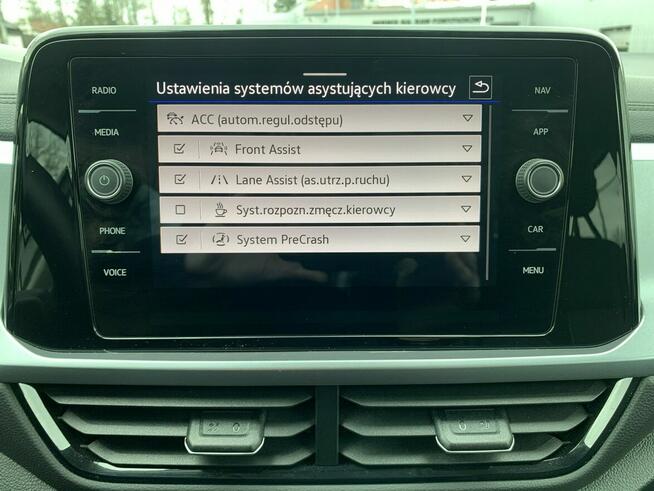 Ustawienia systemów asystujących kierowcy
RADIO
NAV
ACC (autom.regul.odstępu)
MEDIA
APP
Front Assist
Lane Assist (as.utrz.p.ruchu)
Syst.rozpozn.zmęcz.kierowcy
PHONE
CAR
System PreCrash
VOICE
MENU